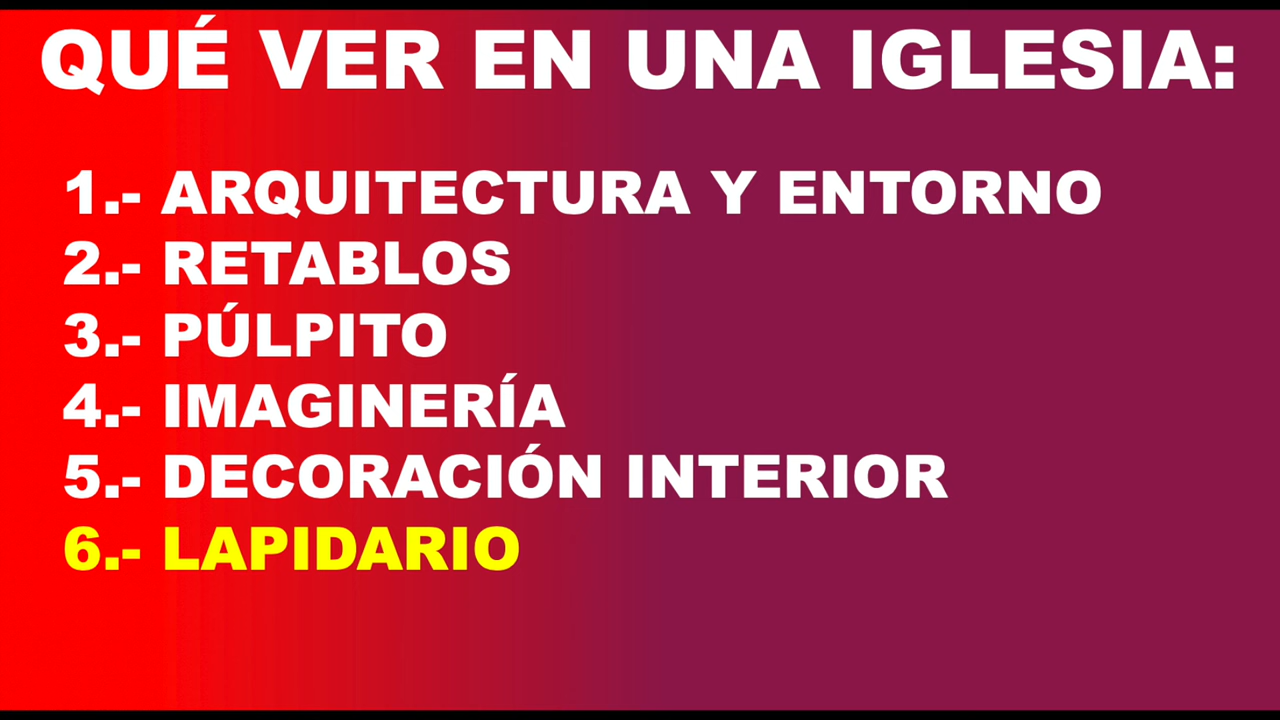 QUÉ VER EN UNA IGLESIA:
1.- ARQUITECTURA Y ENTORNO
2.- RETABLOS
3.- PÚLPITO
4.- IMAGINERÍA
5.- DECORACIÓN INTERIOR
6.- LAPIDARIO